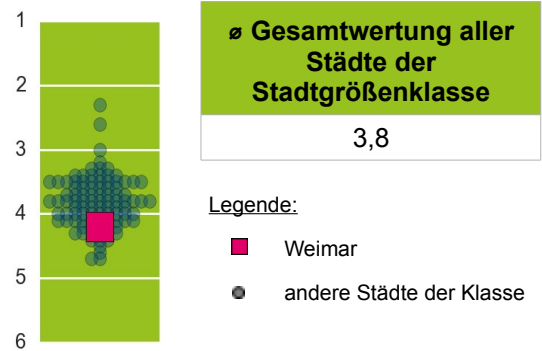 1
2
3
4
5
6
ø Gesamtwertung aller
Städte der
Stadtgrößenklasse
3,8
Legende:
Weimar
andere Städte der Klasse